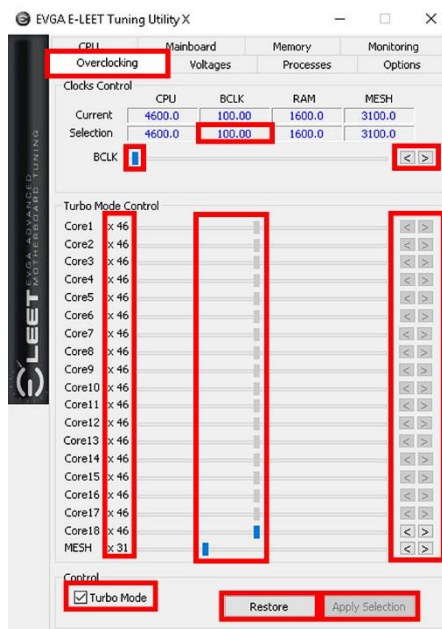 EVGA E-LEET Tuning Utility X
CPU Mainboard Memory Monitoring
Overclocking Voltages Processes Options
Clocks Control
CPU BCLK RAM MESH
Current 4600.0 100.00 1600.0 3100.0
Selection 4600.0 100.00 1600.0 3100.0
BCLK < >
Turbo Mode Control
Core1 x 46 < >
Core2 x 46 < >
Core3 x 46 < >
Core4 x 46 < >
Core5 x 46 < >
Core6 x 46 < >
Core7 x 46 < >
Core8 x 46 < >
Core9 x 46 < >
Core10 x 46 < >
Core11 x 46 < >
Core12 x 46 < >
Core13 x 46 < >
Core14 x 46 < >
Core15 x 46 < >
Core16 x 46 < >
Core17 x 46 < >
Core18 x 46 < >
MESH x 31 < >
Control
Turbo Mode Restore Apply Selection
ELEET
EVGA ADVANCED
MOTHERBOARD TUNING